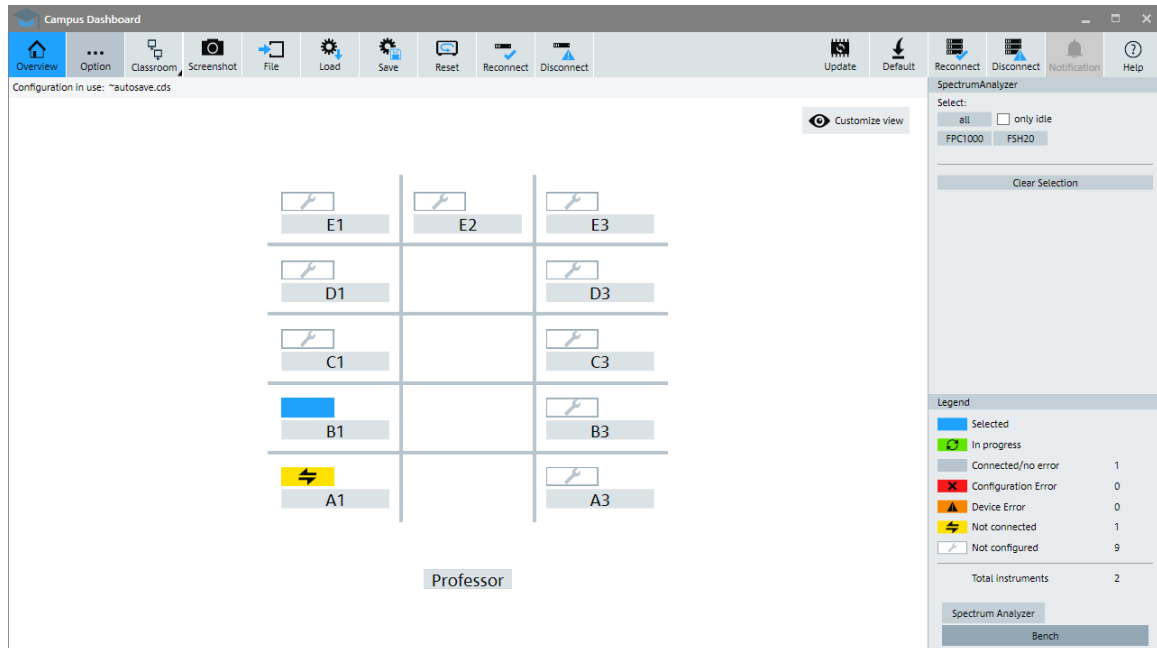 Campus Dashboard
Overview Option Classroom Screenshot File Load Save Reset Reconnect Disconnect Update Default Reconnect Disconnect Notification Help
Configuration in use: ~autosave.cds
SpectrumAnalyzer
Select:
all only idle
FPC1000 FSH20
Clear Selection
Customize view
E1 E2 E3
D1 D3
C1 C3
B1 B3
A1 A3
Professor
Legend
Selected
In progress
Connected/no error 1
Configuration Error 0
Device Error 0
Not connected 1
Not configured 9
Total instruments 2
Spectrum Analyzer
Bench